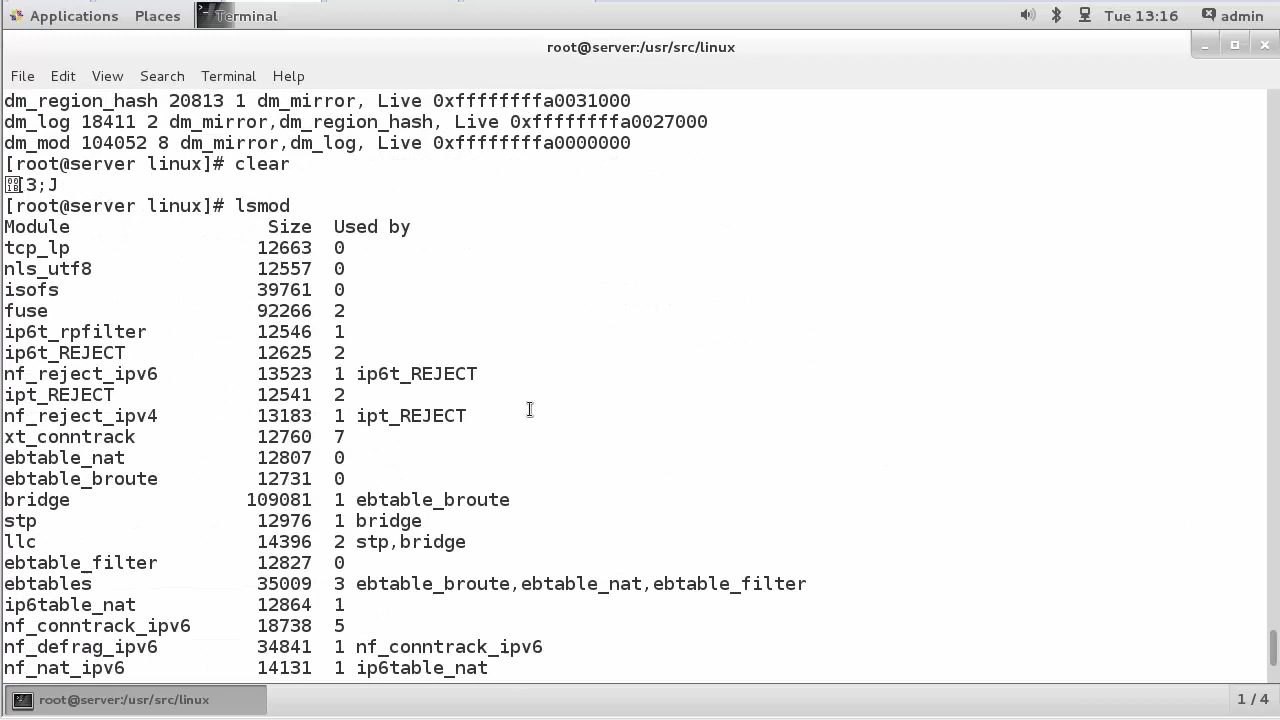 Applications Places Terminal Tue 13:16 admin
root@server:/usr/src/linux
File Edit View Search Terminal Help
dm_region_hash 20813 1 dm_mirror, Live 0xffffffffa0031000
dm_log 18411 2 dm_mirror,dm_region_hash, Live 0xffffffffa0027000
dm_mod 104052 8 dm_mirror,dm_log, Live 0xffffffffa0000000
[root@server linux]# clear
[3;J
[root@server linux]# lsmod
Module Size Used by
tcp_lp 12663 0
nls_utf8 12557 0
isofs 39761 0
fuse 92266 2
ip6t_rpfilter 12546 1
ip6t_REJECT 12625 2
nf_reject_ipv6 13523 1 ip6t_REJECT
ipt_REJECT 12541 2
nf_reject_ipv4 13183 1 ipt_REJECT
xt_conntrack 12760 7
ebtable_nat 12807 0
ebtable_broute 12731 0
bridge 109081 1 ebtable_broute
stp 12976 1 bridge
llc 14396 2 stp,bridge
ebtable_filter 12827 0
ebtables 35009 3 ebtable_broute,ebtable_nat,ebtable_filter
ip6table_nat 12864 1
nf_conntrack_ipv6 18738 5
nf_defrag_ipv6 34841 1 nf_conntrack_ipv6
nf_nat_ipv6 14131 1 ip6table_nat
root@server:/usr/src/linux 1 / 4